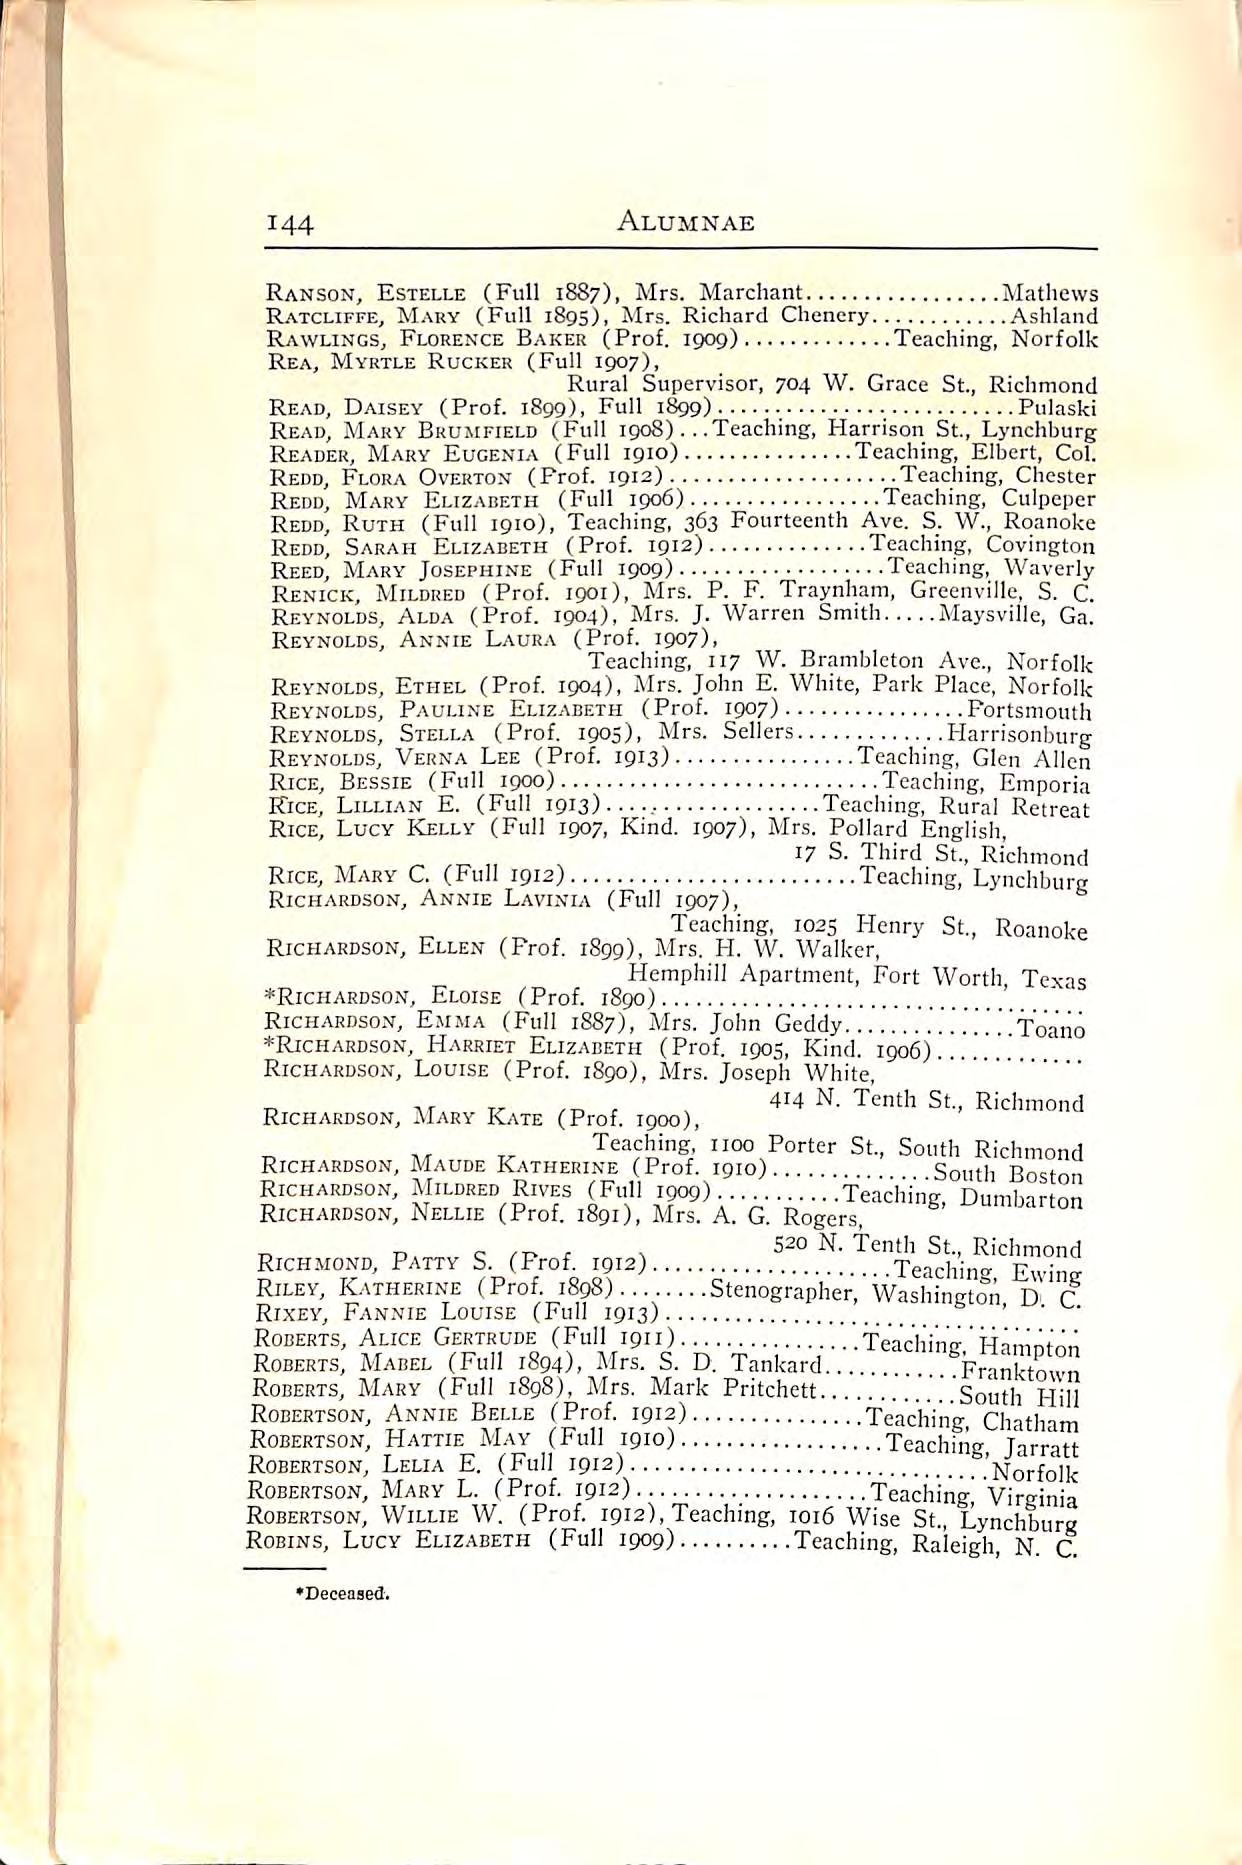 144 ALUMNAE
RANSON, ESTELLE (Full 1887), Mrs. Marchant.................Mathews
RATCLIFFE, MARY (Full 1895), Mrs. Richard Chenery............Ashland
RAWLINGS, FLORENCE BAKER (Prof. 1909).............Teaching, Norfolk
REA, MYRTLE RUCKER (Full 1907),
Rural Supervisor, 704 W. Grace St., Richmond
READ, DAISEY (Prof. 1899), Full 1899)..........................Pulaski
READ, MARY BRUMFIELD (Full 1908)...Teaching, Harrison St., Lynchburg
READER, MARY EUGENIA (Full 1910)...............Teaching, Elbert, Col.
REDD, FLORA OVERTON (Prof. 1912)....................Teaching, Chester
REDD, MARY ELIZABETH (Full 1906).................Teaching, Culpeper
REDD, RUTH (Full 1910), Teaching, 363 Fourteenth Ave. S. W., Roanoke
REDD, SARAH ELIZABETH (Prof. 1912)..............Teaching, Covington
REED, MARY JOSEPHINE (Full 1909)..................Teaching, Waverly
RENICK, MILDRED (Prof. 1901), Mrs. P. F. Traynham, Greenville, S. C.
REYNOLDS, ALDA (Prof. 1904), Mrs. J. Warren Smith.....Maysville, Ga.
REYNOLDS, ANNIE LAURA (Prof. 1907),
Teaching, 117 W. Brambleton Ave., Norfolk
REYNOLDS, ETHEL (Prof. 1904), Mrs. John E. White, Park Place, Norfolk
REYNOLDS, PAULINE ELIZABETH (Prof. 1907)................Portsmouth
REYNOLDS, STELLA (Prof. 1905), Mrs. Sellers.............Harrisonburg
REYNOLDS, VERNA LEE (Prof. 1913)................Teaching, Glen Allen
RICE, BESSIE (Full 1900)............................Teaching, Emporia
RICE, LILLIAN E. (Full 1913)...................Teaching, Rural Retreat
RICE, LUCY KELLY (Full 1907, Kind. 1907), Mrs. Pollard English,
17 S. Third St., Richmond
RICE, MARY C. (Full 1912).........................Teaching, Lynchburg
RICHARDSON, ANNIE LAVINIA (Full 1907),
Teaching, 1025 Henry St., Roanoke
RICHARDSON, ELLEN (Prof. 1899), Mrs. H. W. Walker,
Hemphill Apartment, Fort Worth, Texas
*RICHARDSON, ELOISE (Prof. 1890).....................................
RICHARDSON, EMMA (Full 1887), Mrs. John Geddy...............Toano
*RICHARDSON, HARRIET ELIZABETH (Prof. 1905, Kind. 1906).............
RICHARDSON, LOUISE (Prof. 1890), Mrs. Joseph White,
414 N. Tenth St., Richmond
RICHARDSON, MARY KATE (Prof. 1900),
Teaching, 1100 Porter St., South Richmond
RICHARDSON, MAUDE KATHERINE (Prof. 1910)..............South Boston
RICHARDSON, MILDRED RIVES (Full 1909)...........Teaching, Dumbarton
RICHARDSON, NELLIE (Prof. 1891), Mrs. A. G. Rogers,
520 N. Tenth St., Richmond
RICHMOND, PATTY S. (Prof. 1912).....................Teaching, Ewing
RILEY, KATHERINE (Prof. 1898)........Stenographer, Washington, D. C.
RIXEY, FANNIE LOUISE (Full 1913).....................................
ROBERTS, ALICE GERTRUDE (Full 1911)................Teaching, Hampton
ROBERTS, MABEL (Full 1894), Mrs. S. D. Tankard............Franktown
ROBERTS, MARY (Full 1898), Mrs. Mark Pritchett............South Hill
ROBERTSON, ANNIE BELLE (Prof. 1912)...............Teaching, Chatham
ROBERTSON, HATTIE MAY (Full 1910)..................Teaching, Jarratt
ROBERTSON, LELIA E. (Full 1912)...............................Norfolk
ROBERTSON, MARY L. (Prof. 1912)....................Teaching, Virginia
ROBERTSON, WILLIE W. (Prof. 1912), Teaching, 1016 Wise St., Lynchburg
ROBINS, LUCY ELIZABETH (Full 1909)..........Teaching, Raleigh, N. C.
*Deceased.